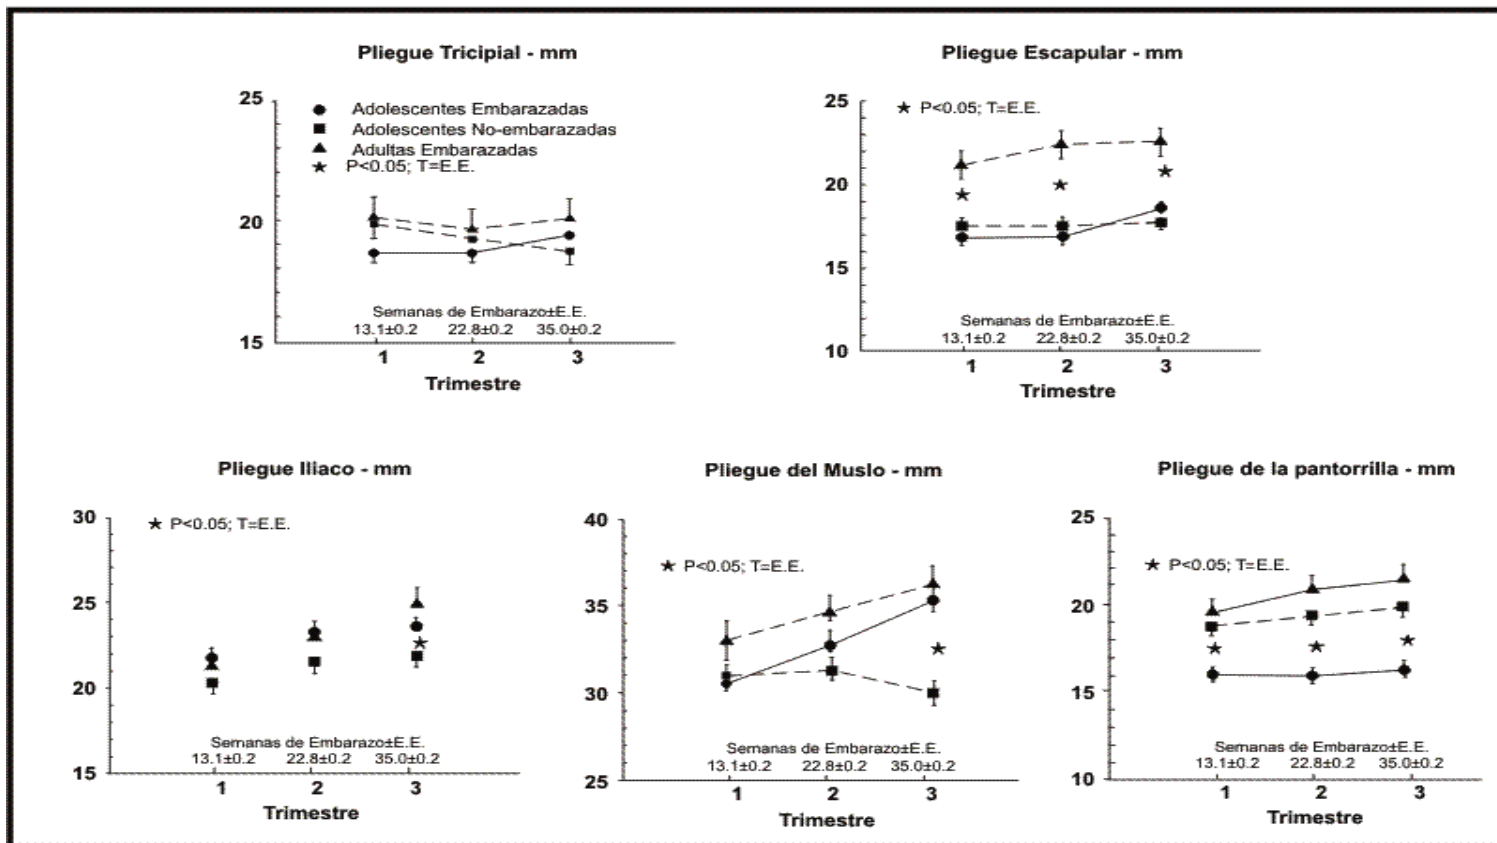 Pliegue Tricipial - mm
25
Adolescentes Embarazadas
Adolescentes No-embarazadas
Adultas Embarazadas
P<0.05; T=E.E.
20
Semanas de Embarazo±E.E.
13.1±0.2 22.8±0.2 35.0±0.2
15
1 2 3
Trimestre
Pliegue Escapular - mm
25
P<0.05; T=E.E.
20
15
Semanas de Embarazo±E.E.
13.1±0.2 22.8±0.2 35.0±0.2
10
1 2 3
Trimestre
Pliegue Iliaco - mm
30
P<0.05; T=E.E.
25
20
Semanas de Embarazo±E.E.
13.1±0.2 22.8±0.2 35.0±0.2
15
1 2 3
Trimestre
Pliegue del Muslo - mm
40
P<0.05; T=E.E.
35
30
Semanas de Embarazo±E.E.
13.1±0.2 22.8±0.2 35.0±0.2
25
1 2 3
Trimestre
Pliegue de la pantorrilla - mm
25
P<0.05; T=E.E.
20
15
Semanas de Embarazo±E.E.
13.1±0.2 22.8±0.2 35.0±0.2
10
1 2 3
Trimestre